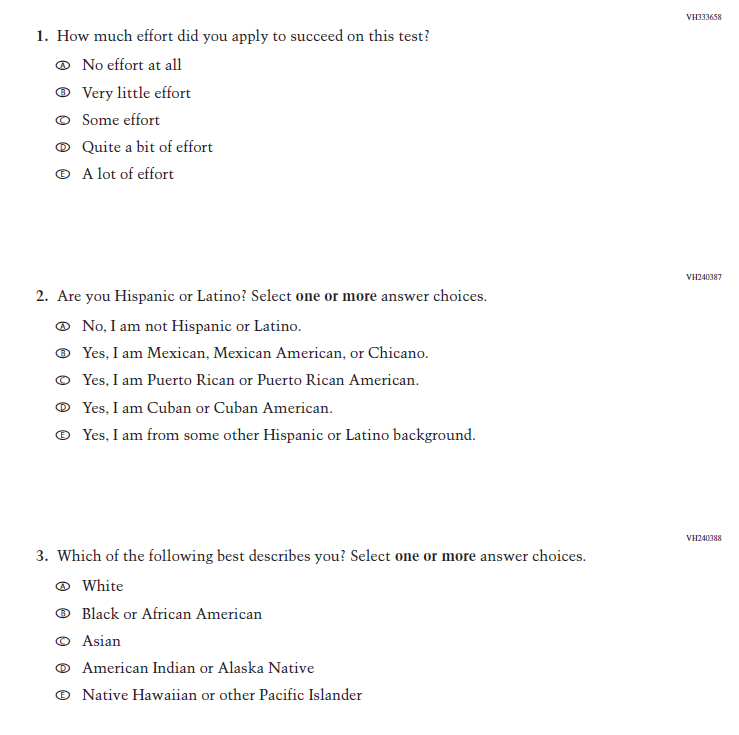 VH333658
1. How much effort did you apply to succeed on this test?
A No effort at all
B Very little effort
C Some effort
D Quite a bit of effort
E A lot of effort
VH240387
2. Are you Hispanic or Latino? Select one or more answer choices.
A No, I am not Hispanic or Latino.
B Yes, I am Mexican, Mexican American, or Chicano.
C Yes, I am Puerto Rican or Puerto Rican American.
D Yes, I am Cuban or Cuban American.
E Yes, I am from some other Hispanic or Latino background.
VH240388
3. Which of the following best describes you? Select one or more answer choices.
A White
B Black or African American
C Asian
D American Indian or Alaska Native
E Native Hawaiian or other Pacific Islander